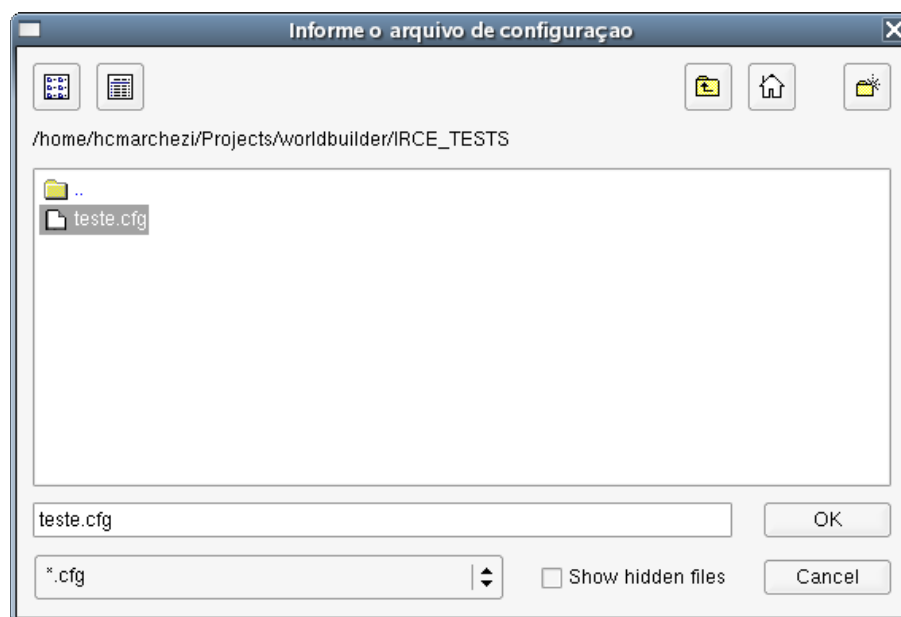 Informe o arquivo de configuraçao
/home/hcmarchezi/Projects/worldbuilder/IRCE_TESTS
..
teste.cfg
teste.cfg
OK
*.cfg
Show hidden files
Cancel